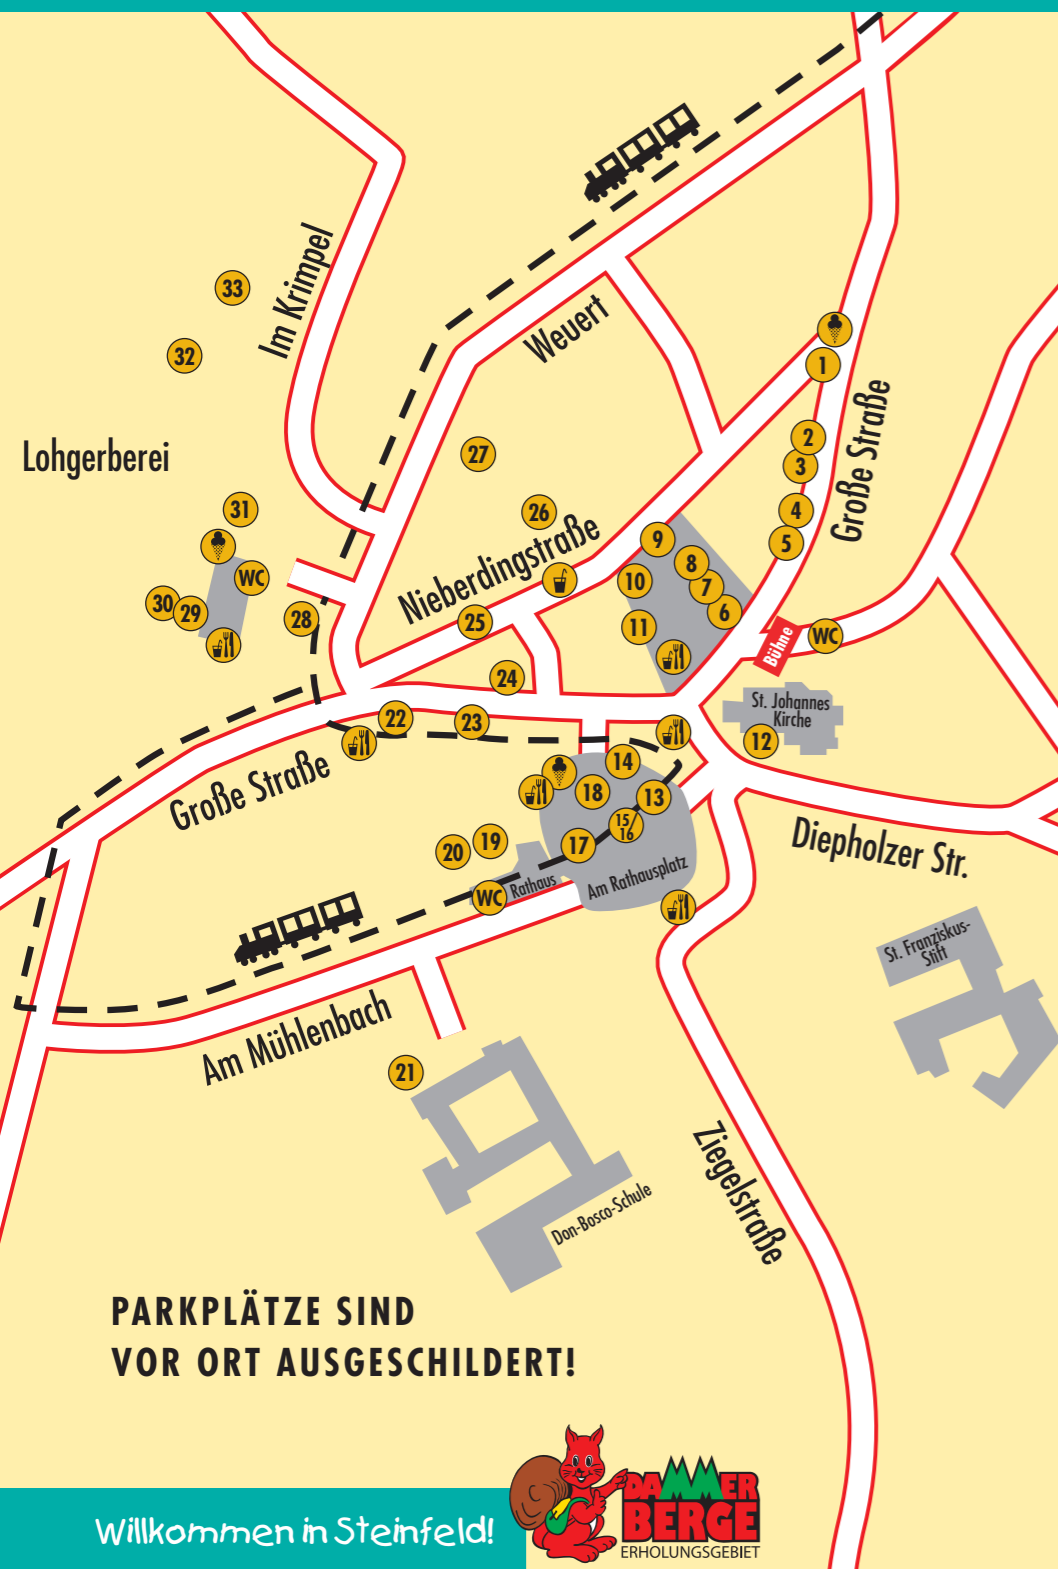 33
Im Krimpel
32
Weuert
1
Große Straße
2
3
Lohgerberei
27
4
26
31
5
9
Nieberdingstraße
8
WC
10
7
30
29
6
28
25
11
Bühne
WC
24
St. Johannes
Kirche
22
23
12
14
Große Straße
18
13
15/
16
19
17
20
Diepholzer Str.
Rathaus
Am Rathausplatz
WC
St. Franziskus-
Stift
Am Mühlenbach
21
Ziegelstraße
Don-Bosco-Schule
PARKPLÄTZE SIND
VOR ORT AUSGESCHILDERT!
Willkommen in Steinfeld!
DAMMER
BERGE
ERHOLUNGSGEBIET